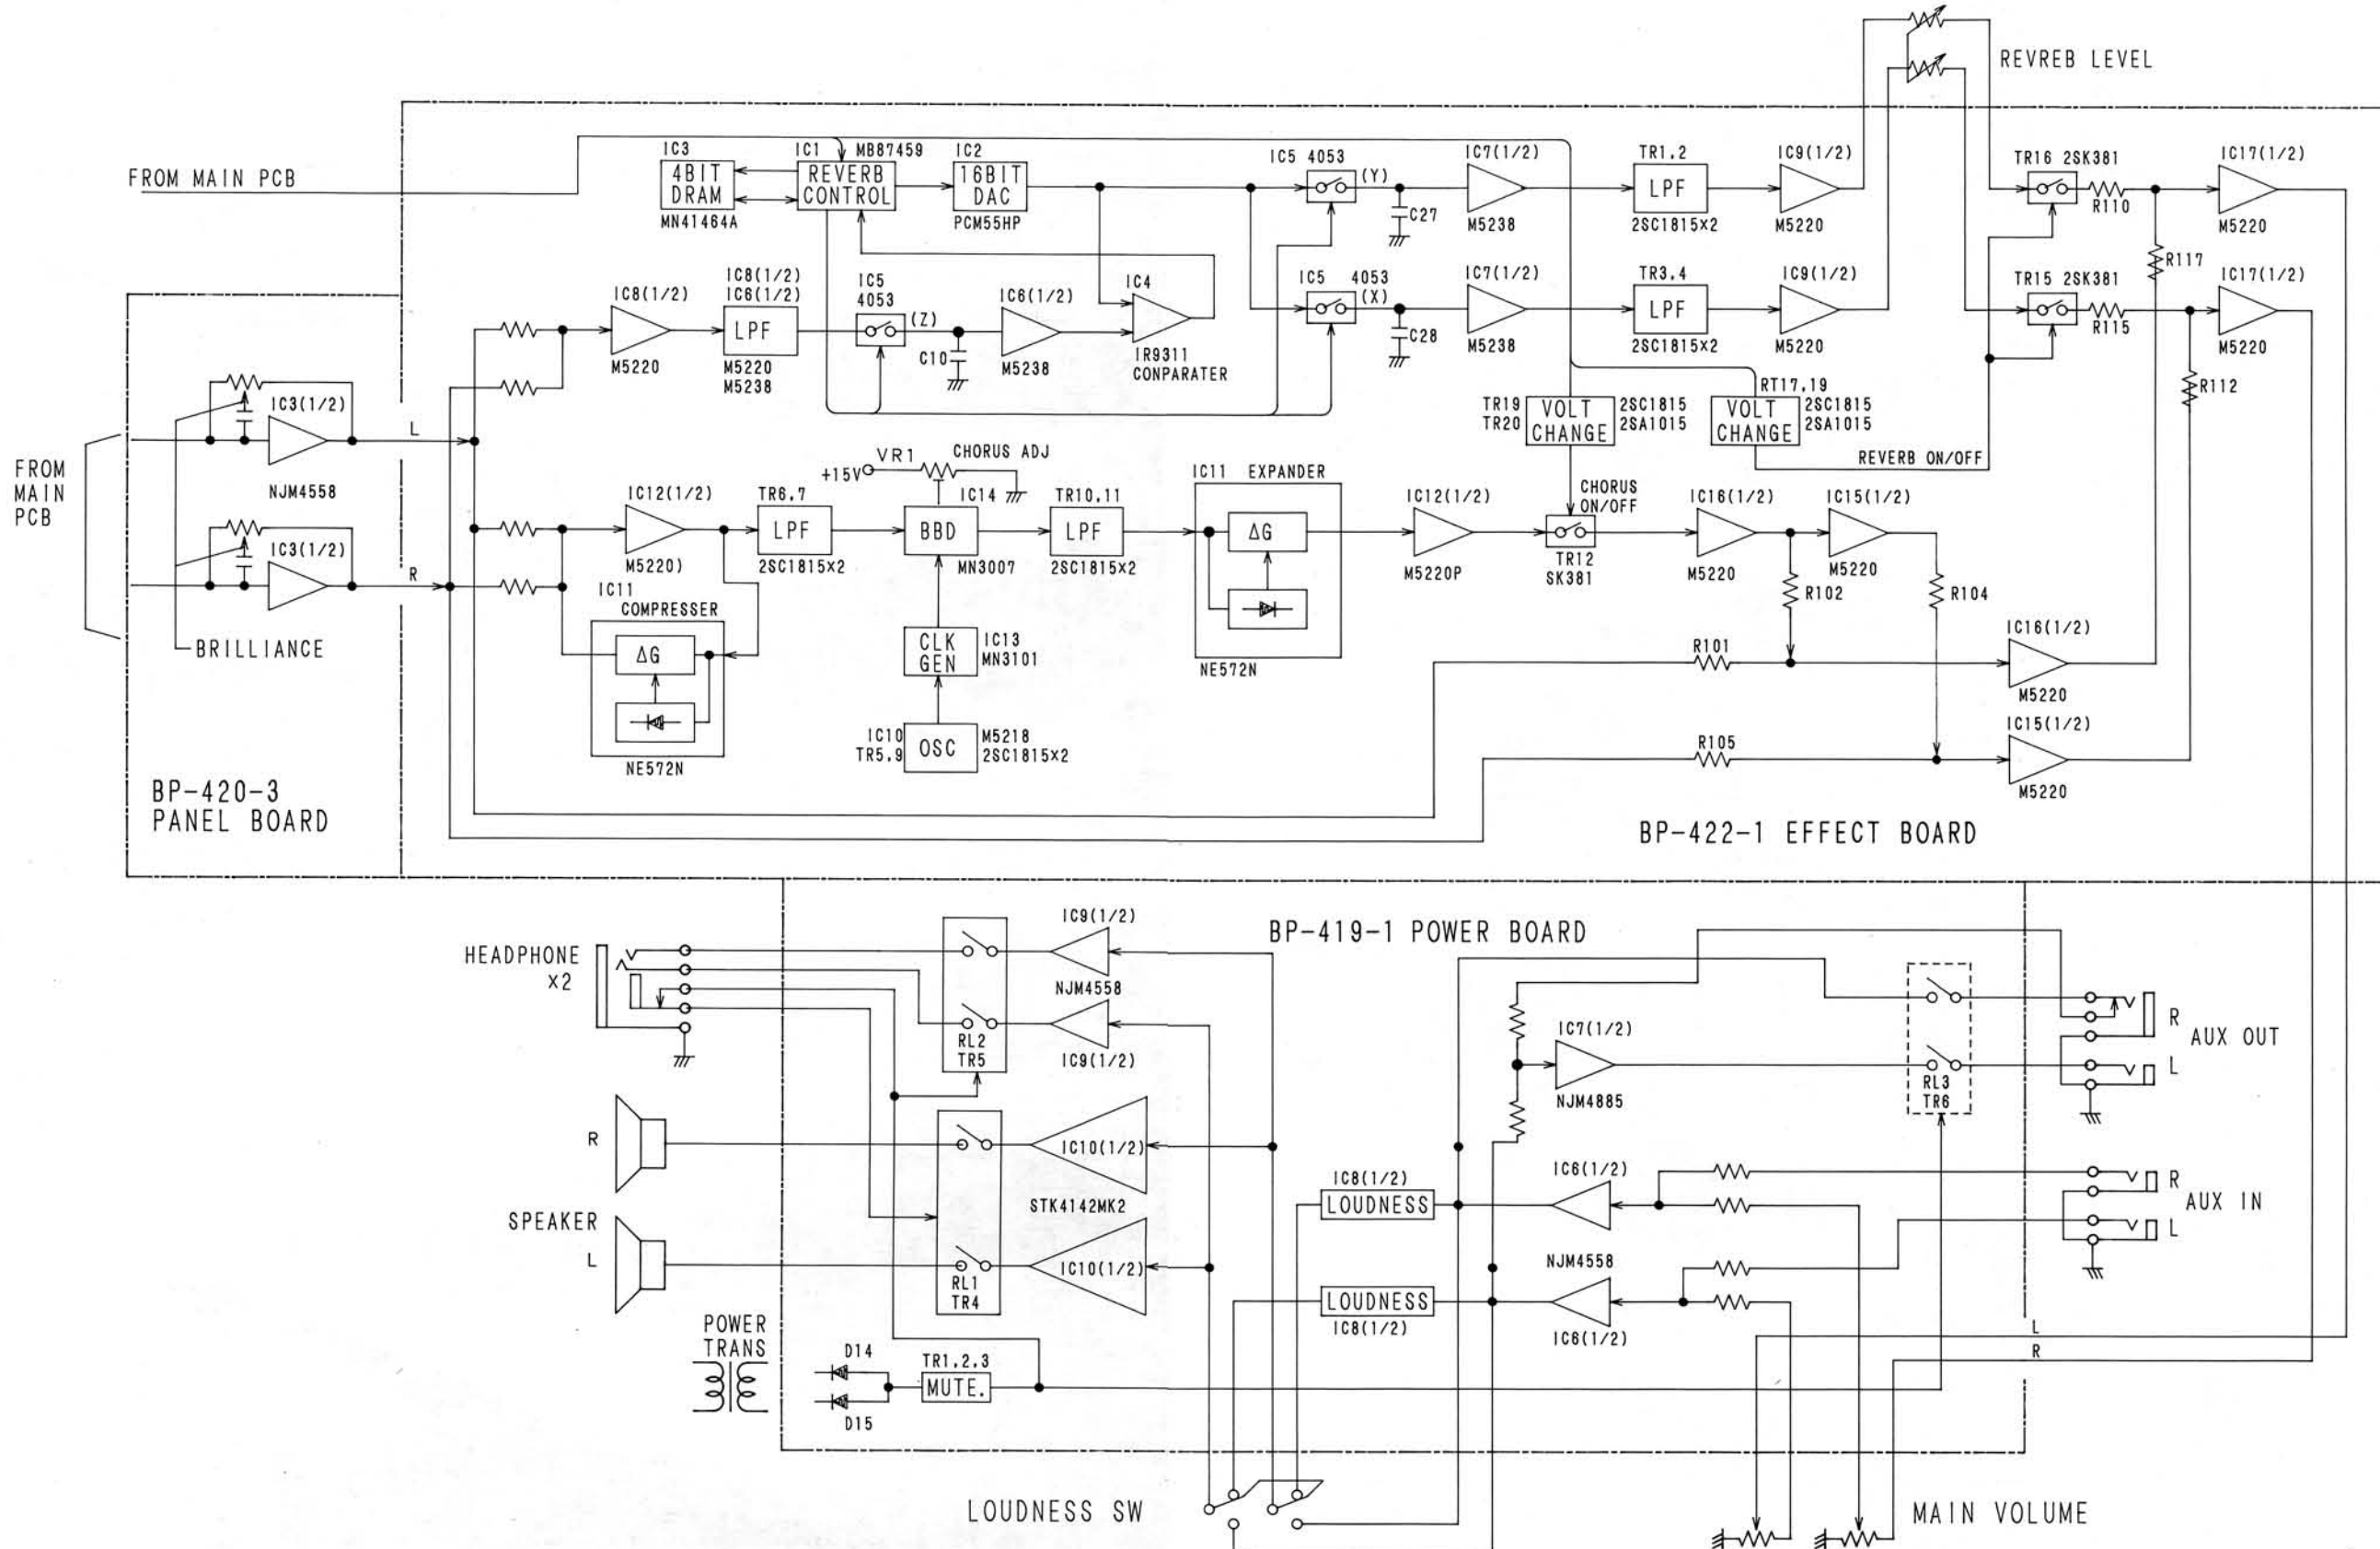 REVREB LEVEL
FROM MAIN PCB
IC3
4BIT
DRAM
MN41464A
IC1 MB87459
REVERB
CONTROL
IC2
16BIT
DAC
PCM55HP
IC5 4053
(Y)
C27
IC7(1/2)
M5238
TR1.2
LPF
2SC1815×2
IC9(1/2)
M5220
TR16 2SK381
R110
IC17(1/2)
M5220
R117
IC8(1/2)
M5220
IC8(1/2)
IC6(1/2)
LPF
M5220
M5238
IC5
4053
(Z)
C10
IC6(1/2)
M5238
IC4
IR9311
CONPARATER
IC5 4053
(X)
C28
IC7(1/2)
M5238
TR3.4
LPF
2SC1815×2
IC9(1/2)
M5220
TR15 2SK381
R115
IC17(1/2)
M5220
R112
FROM
MAIN
PCB
IC3(1/2)
NJM4558
IC3(1/2)
L
R
BRILLIANCE
BP-420-3
PANEL BOARD
TR19
TR20
VOLT
CHANGE
2SC1815
2SA1015
RT17.19
VOLT
CHANGE
2SC1815
2SA1015
REVERB ON/OFF
+15V
VR1
CHORUS ADJ
IC12(1/2)
M5220)
TR6.7
LPF
2SC1815×2
IC14
BBD
MN3007
TR10.11
LPF
2SC1815×2
IC11 EXPANDER
ΔG
NE572N
IC12(1/2)
M5220P
CHORUS
ON/OFF
TR12
SK381
IC16(1/2)
M5220
IC15(1/2)
M5220
R102
R104
IC11
COMPRESSER
ΔG
NE572N
CLK
GEN
IC13
MN3101
IC10
TR5.9
OSC
M5218
2SC1815×2
R101
IC16(1/2)
M5220
R105
IC15(1/2)
M5220
BP-422-1 EFFECT BOARD
BP-419-1 POWER BOARD
HEADPHONE
×2
IC9(1/2)
NJM4558
IC9(1/2)
RL2
TR5
IC7(1/2)
NJM4885
RL3
TR6
R
AUX OUT
L
R
IC10(1/2)
STK4142MK2
SPEAKER
L
IC10(1/2)
RL1
TR4
IC8(1/2)
LOUDNESS
IC6(1/2)
R
AUX IN
L
NJM4558
LOUDNESS
IC8(1/2)
IC6(1/2)
POWER
TRANS
D14
D15
TR1.2.3
MUTE.
L
R
LOUDNESS SW
MAIN VOLUME